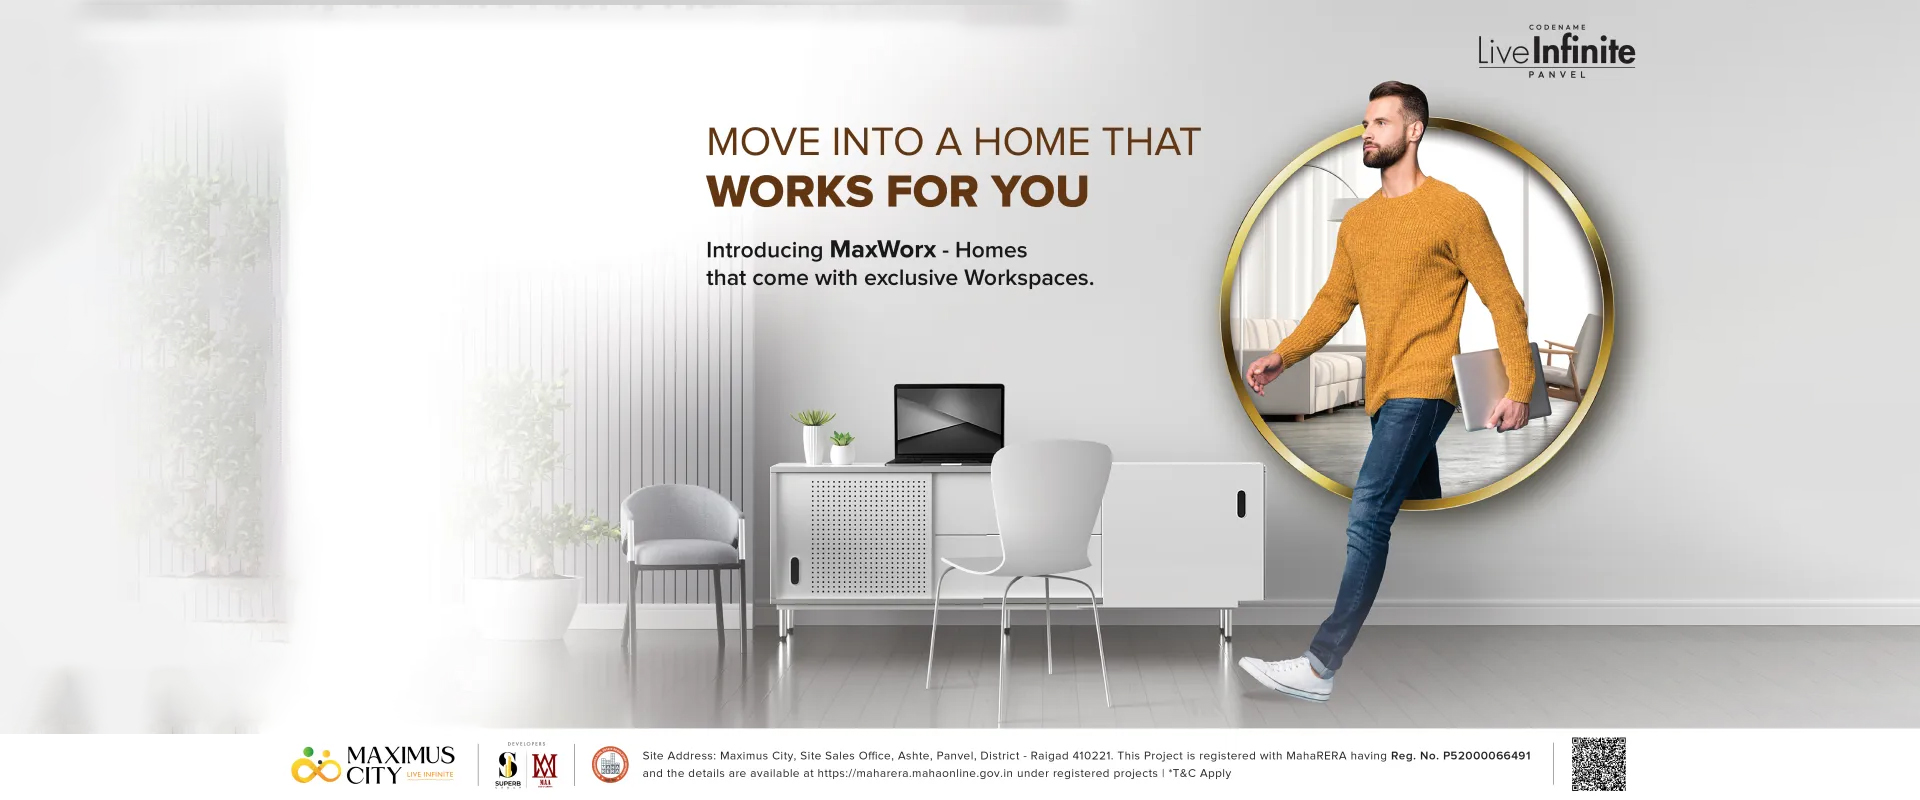 CODENAME
LiveInfinite
PANVEL
MOVE INTO A HOME THAT
WORKS FOR YOU
Introducing MaxWorx - Homes
that come with exclusive Workspaces.
MAXIMUS
CITY LIVE INFINITE
DEVELOPERS
SUPERB
MAA
Site Address: Maximus City, Site Sales Office, Ashte, Panvel, District - Raigad 410221. This Project is registered with MahaRERA having Reg. No. P52000066491
and the details are available at https://maharera.mahaonline.gov.in under registered projects | *T&C Apply